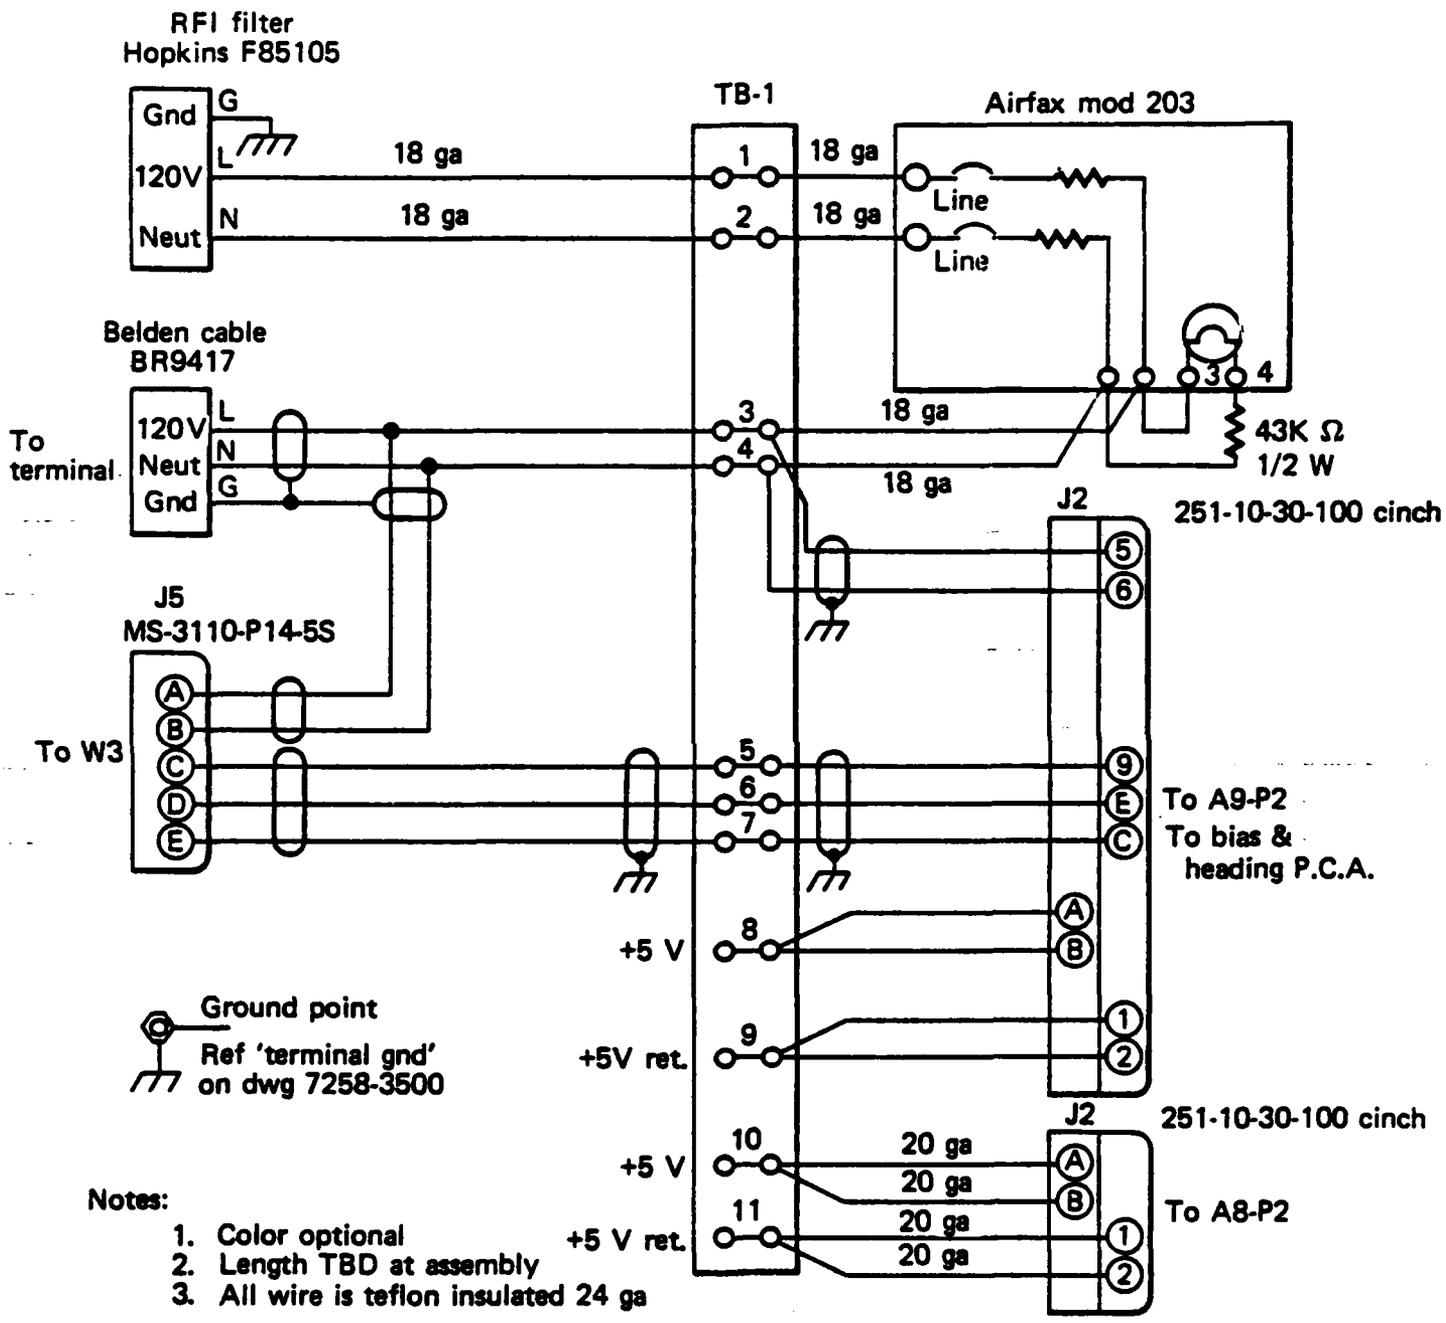 RFI filter
Hopkins F85105
Gnd
G
120V
L
Neut
N
18 ga
18 ga
TB-1
1
2
18 ga
18 ga
Airfax mod 203
Line
Line
3
4
Belden cable
BR9417
To
terminal
120V
L
Neut
N
Gnd
G
3
4
18 ga
18 ga
43K Ω
1/2 W
J2
251-10-30-100 cinch
5
6
J5
MS-3110-P14-5S
To W3
A
B
C
D
E
5
6
7
9
E
C
To A9-P2
To bias &
heading P.C.A.
+5 V
8
A
B
+5V ret.
9
1
2
Ground point
Ref 'terminal gnd'
on dwg 7258-3500
J2
251-10-30-100 cinch
+5 V
10
20 ga
A
20 ga
B
+5 V ret.
11
20 ga
1
20 ga
2
To A8-P2
Notes:
1. Color optional
2. Length TBD at assembly
3. All wire is teflon insulated 24 ga